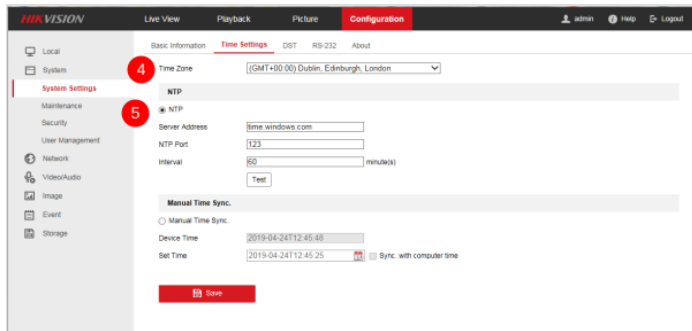 HIKVISION Live View Playback Picture Configuration admin Help Logout
Basic Information Time Settings DST RS-232 About
Local
System
System Settings
Maintenance
Security
User Management
Network
Video/Audio
Image
Event
Storage
4 Time Zone (GMT+00:00) Dublin, Edinburgh, London
NTP
5 NTP
Server Address time.windows.com
NTP Port 123
Interval 60 minute(s)
Test
Manual Time Sync.
Manual Time Sync.
Device Time 2019-04-24T12:45:48
Set Time 2019-04-24T12:45:25 Sync. with computer time
Save